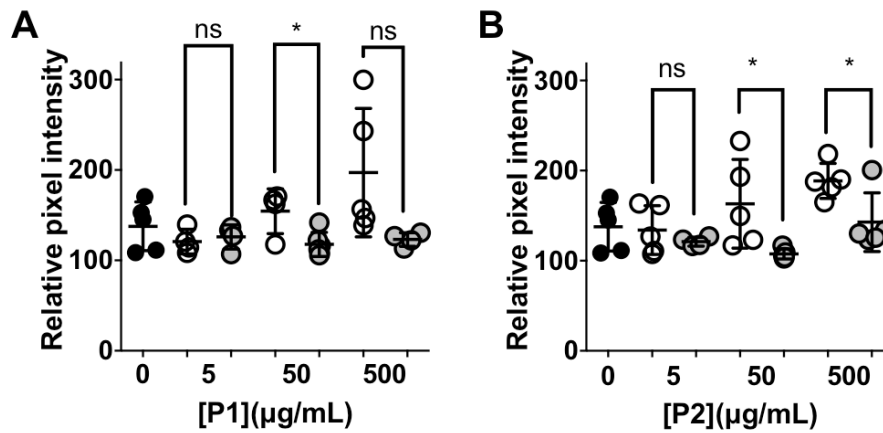 A
ns
*
ns
Relative pixel intensity
300
200
100
0
0
5
50
500
[P1](µg/mL)
B
ns
*
*
Relative pixel intensity
300
200
100
0
0
5
50
500
[P2](µg/mL)